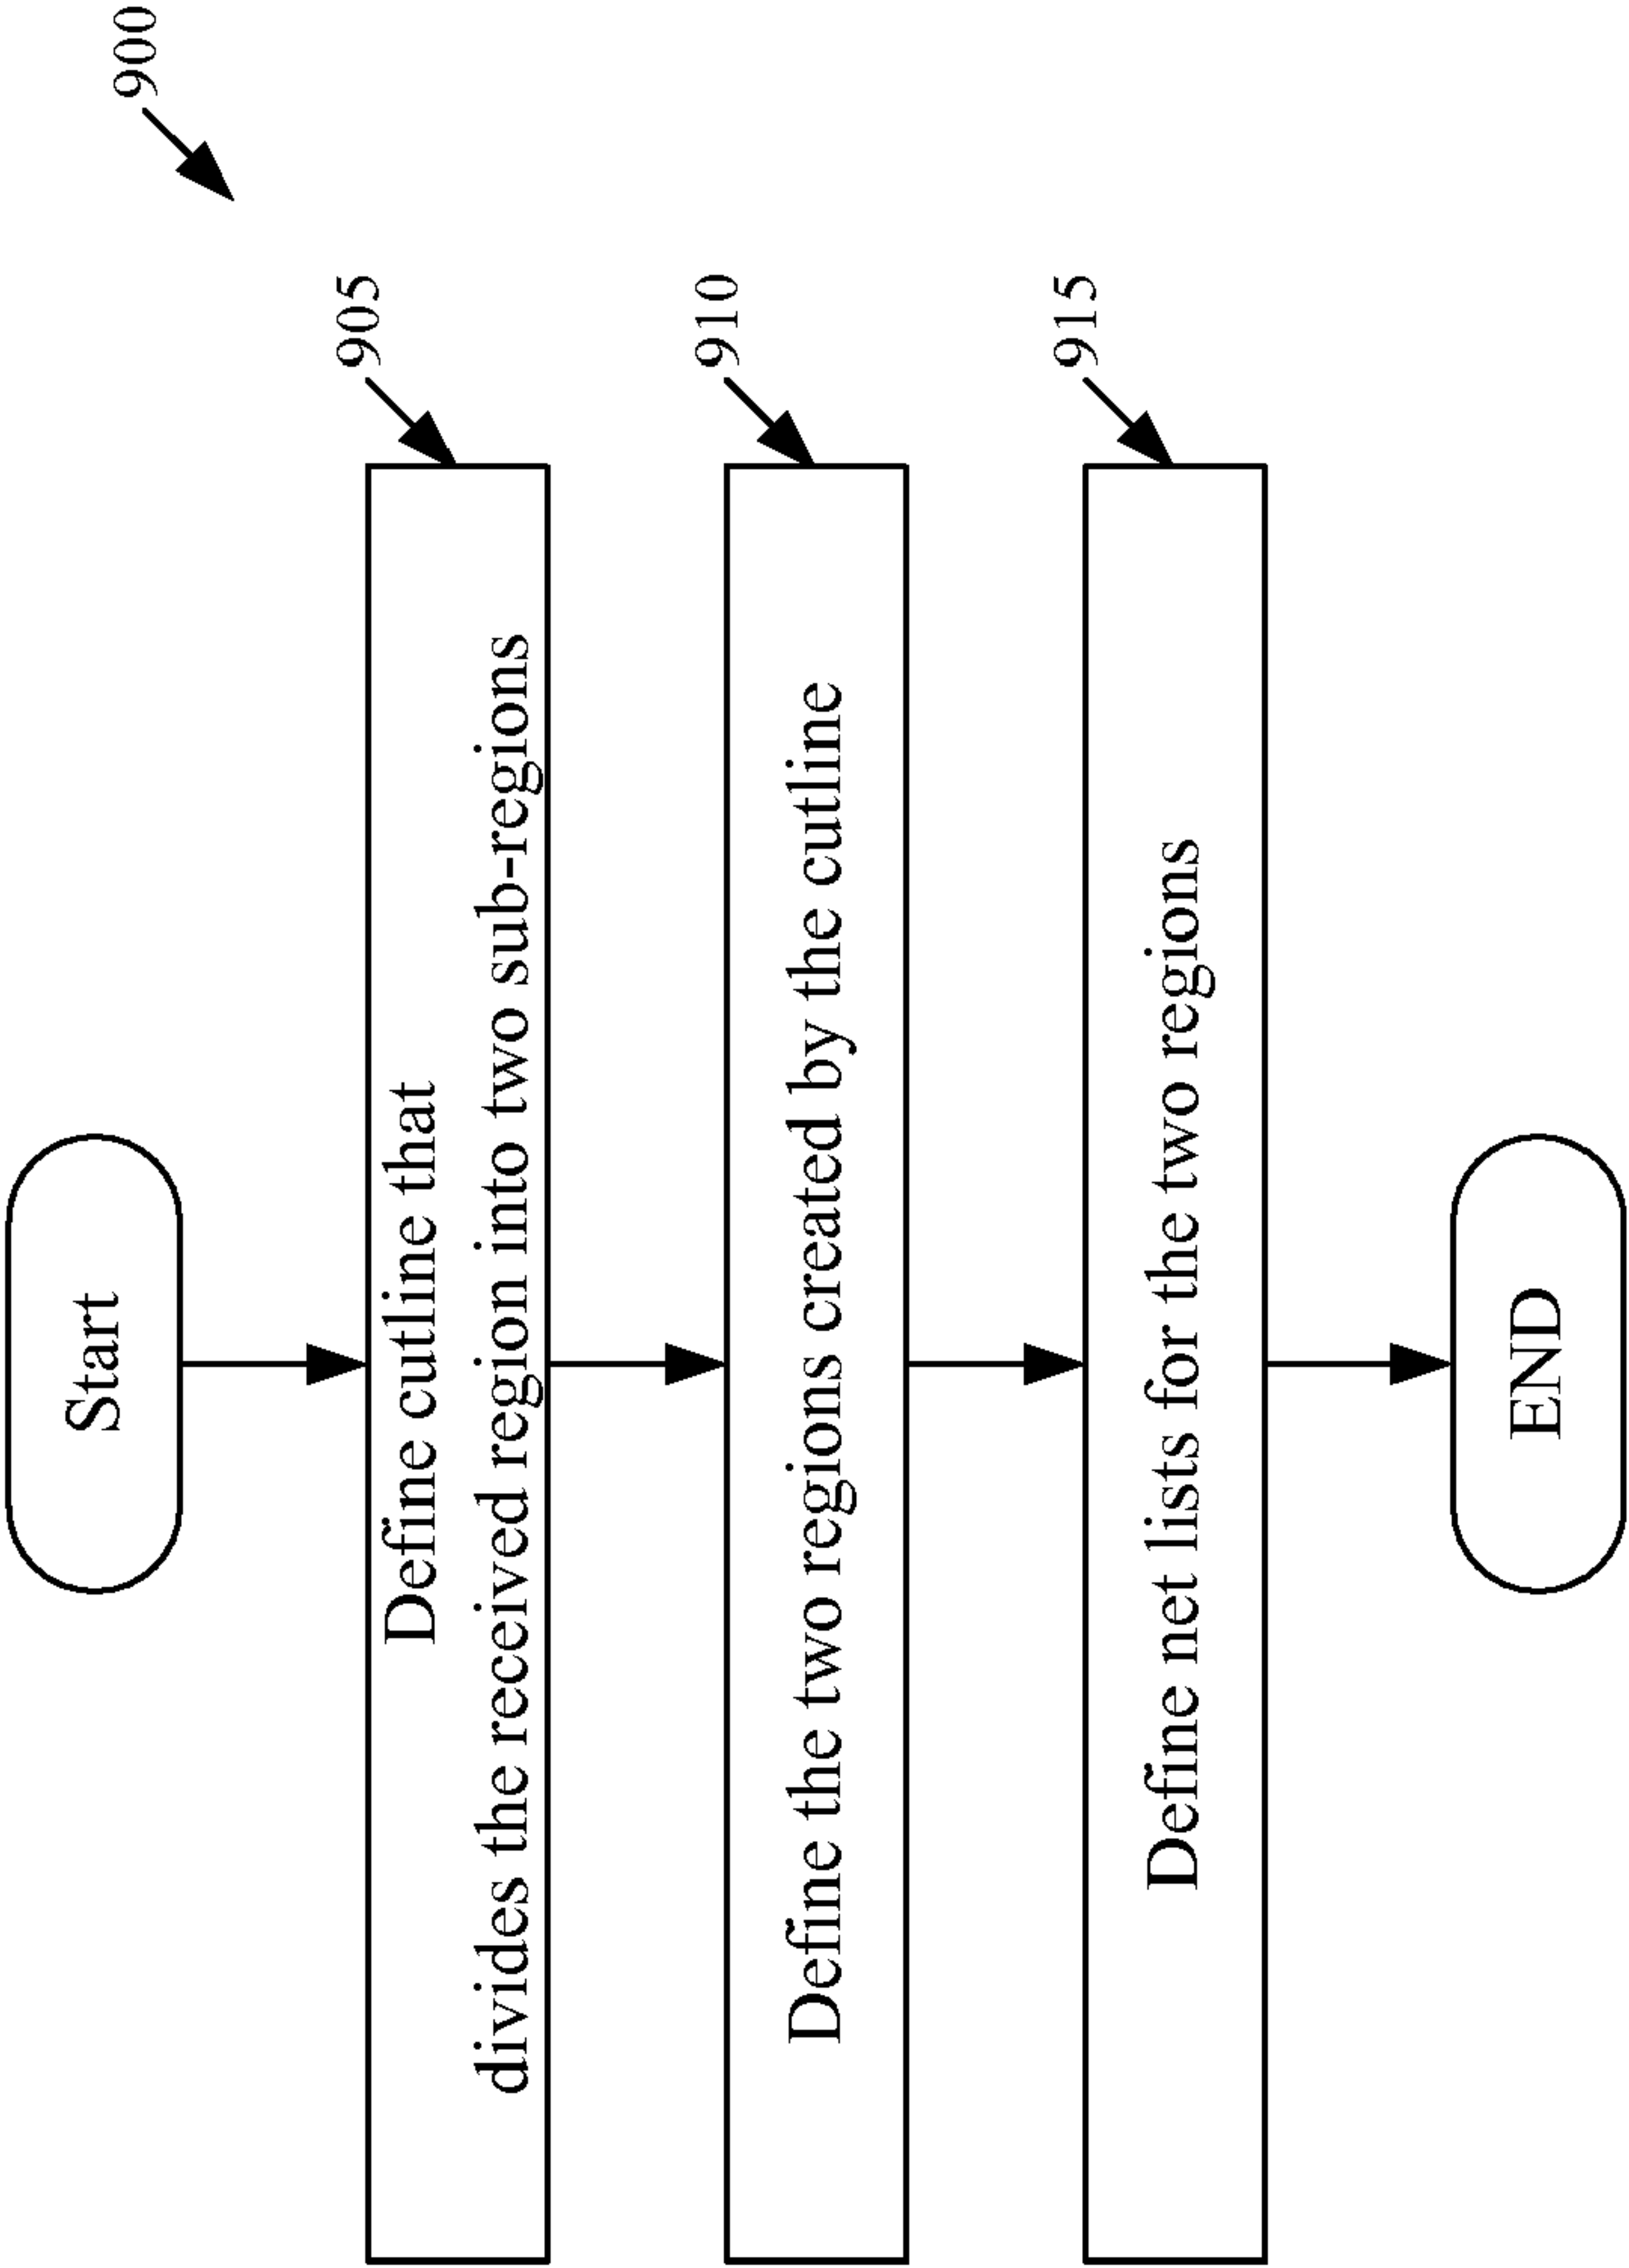 900
Start
905
Define cutline that
divides the received region into two sub-regions
910
Define the two regions created by the cutline
915
Define net lists for the two regions
END